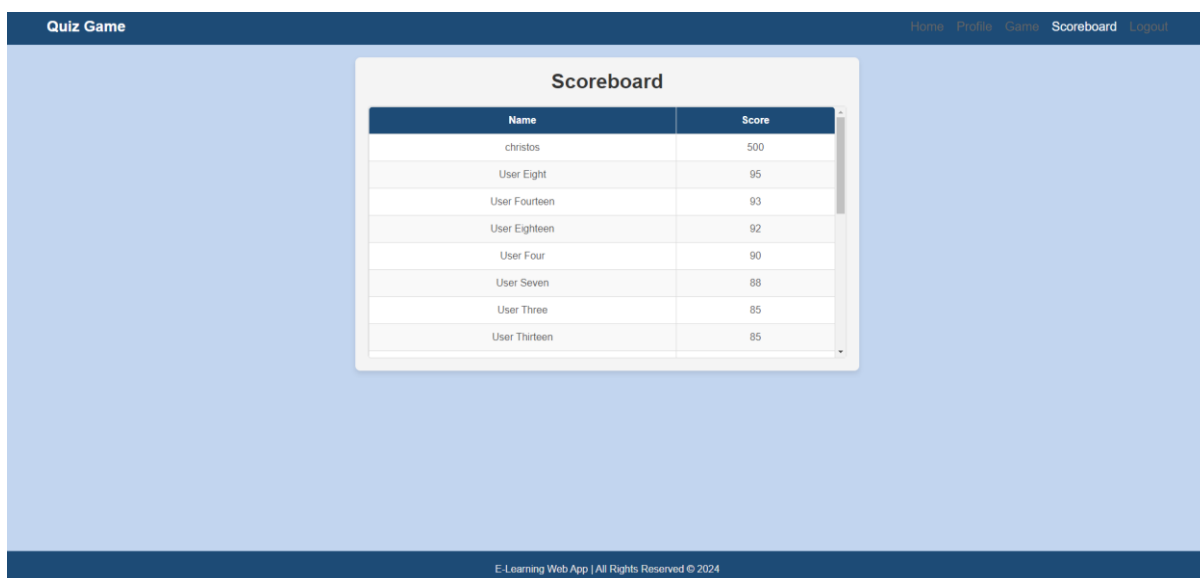 Quiz Game Home Profile Game Scoreboard Logout
Scoreboard
Name Score
christos 500
User Eight 95
User Fourteen 93
User Eighteen 92
User Four 90
User Seven 88
User Three 85
User Thirteen 85
E-Learning Web App | All Rights Reserved © 2024